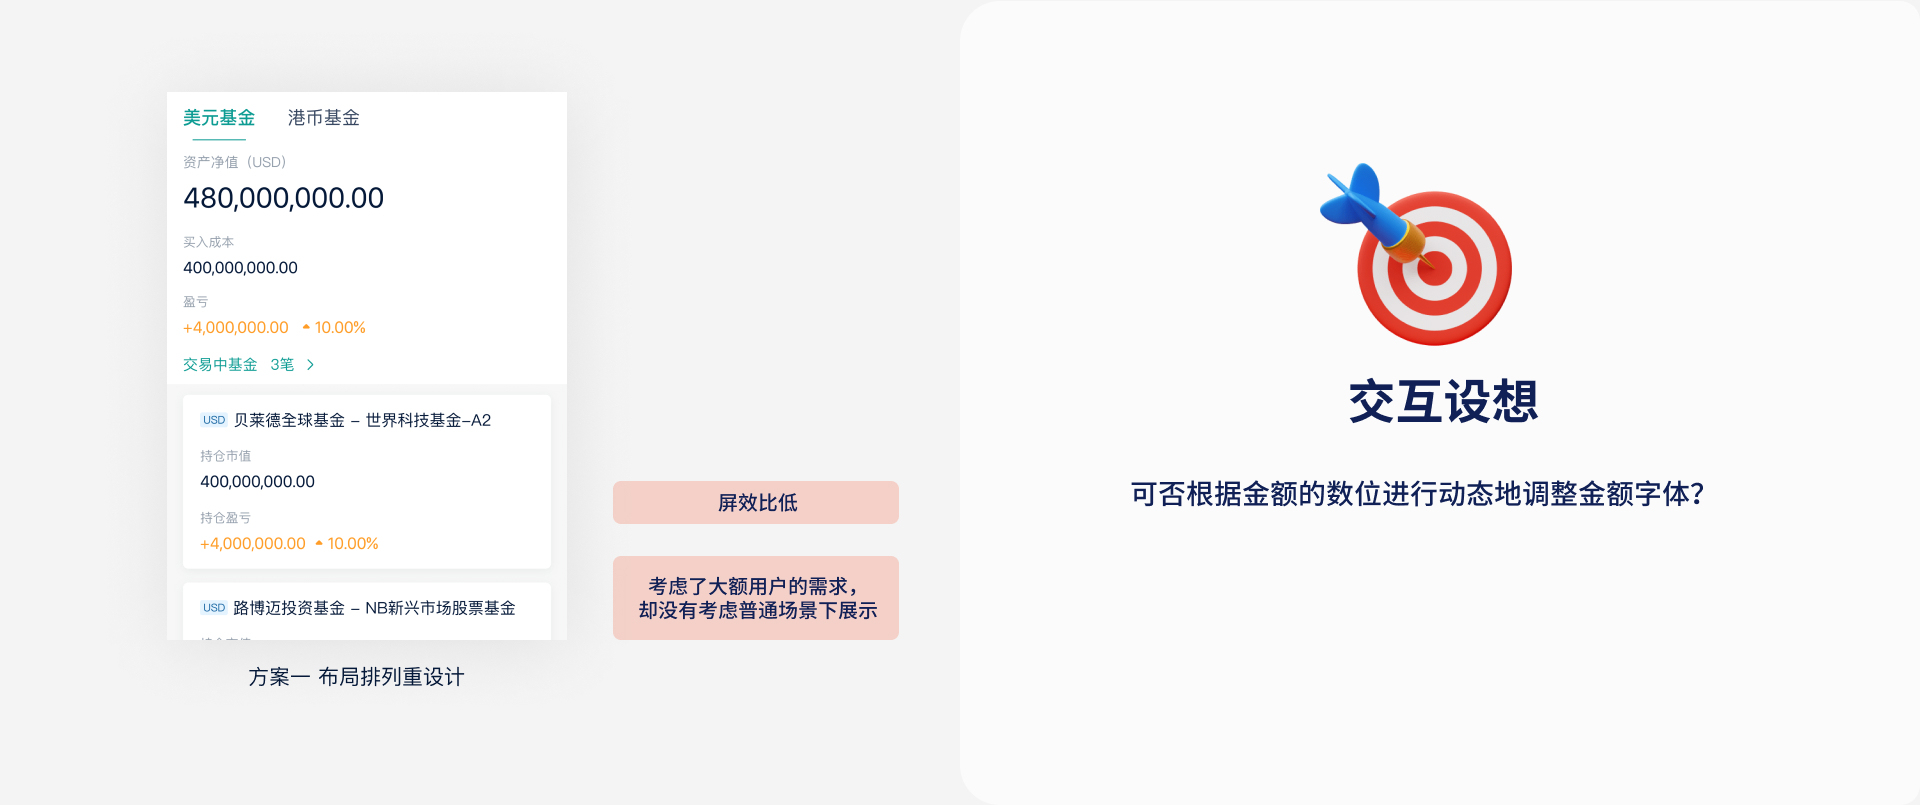 美元基金 港币基金
资产净值（USD）
480,000,000.00
买入成本
400,000,000.00
盈亏
+4,000,000.00 10.00%
交易中基金 3笔 >
USD 贝莱德全球基金 - 世界科技基金-A2
持仓市值
400,000,000.00
持仓盈亏
+4,000,000.00 10.00%
USD 路博迈投资基金 - NB新兴市场股票基金
方案一 布局排列重设计
屏效比低
考虑了大额用户的需求，
却没有考虑普通场景下展示
交互设想
可否根据金额的数位进行动态地调整金额字体？